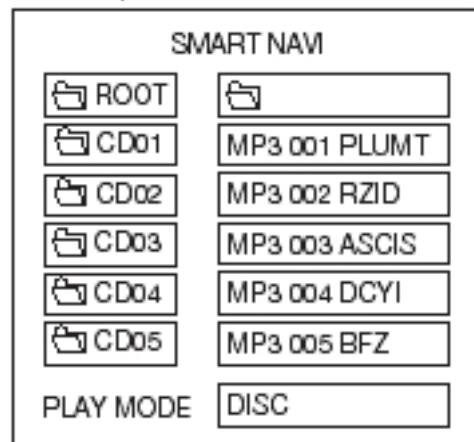 SMART NAVI
ROOT
CD01 MP3 001 PLUMT
CD02 MP3 002 RZID
CD03 MP3 003 ASCIS
CD04 MP3 004 DCYI
CD05 MP3 005 BFZ
PLAY MODE DISC